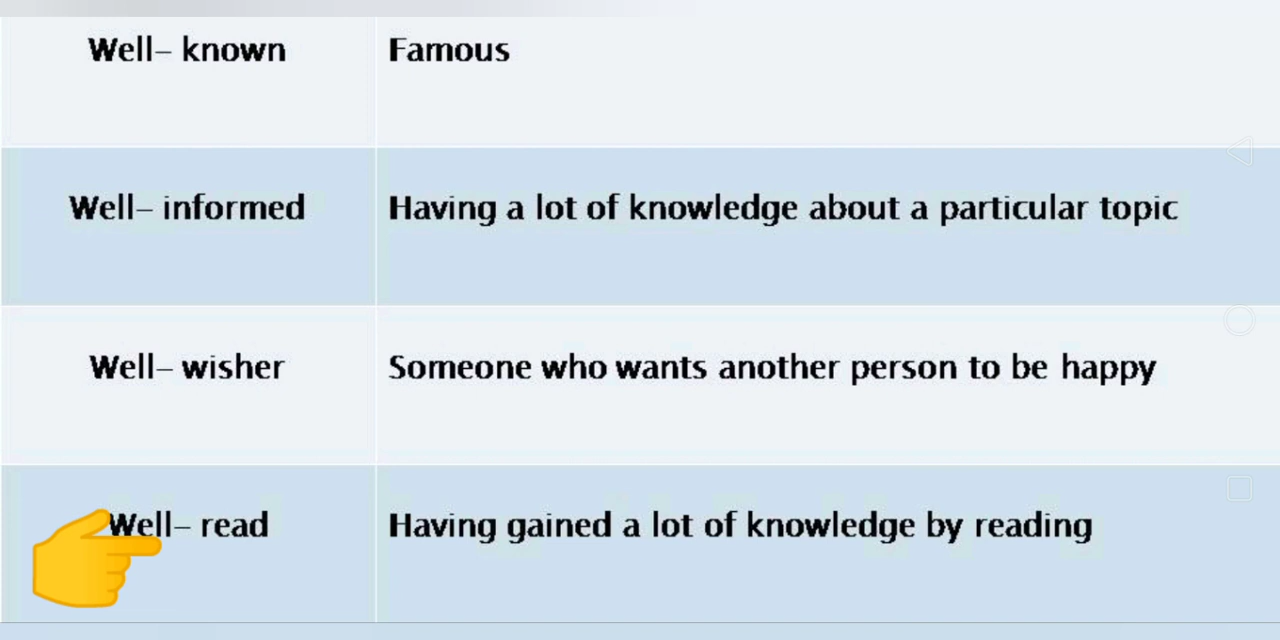 Well– known Famous
Well– informed Having a lot of knowledge about a particular topic
Well– wisher Someone who wants another person to be happy
Well– read Having gained a lot of knowledge by reading